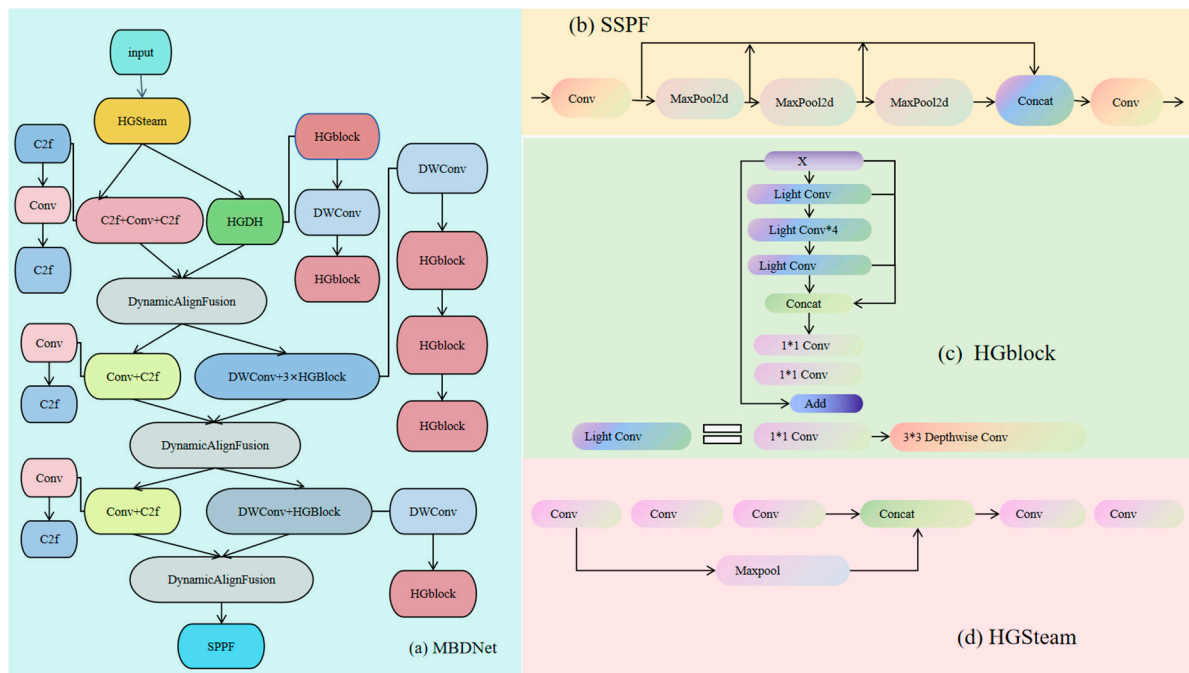 input
HGSteam
C2f
Conv
C2f
C2f+Conv+C2f
HGDH
HGblock
DWConv
HGblock
DWConv
HGblock
HGblock
HGblock
DynamicAlignFusion
Conv
C2f
Conv+C2f
DWConv+3×HGBlock
DynamicAlignFusion
Conv
C2f
Conv+C2f
DWConv+HGBlock
DWConv
HGblock
DynamicAlignFusion
SPPF
(a) MBDNet
(b) SSPF
Conv
MaxPool2d
MaxPool2d
MaxPool2d
Concat
Conv
X
Light Conv
Light Conv*4
Light Conv
Concat
1*1 Conv
1*1 Conv
Add
(c) HGblock
Light Conv
1*1 Conv
3*3 Depthwise Conv
Conv
Conv
Conv
Concat
Conv
Conv
Maxpool
(d) HGSteam